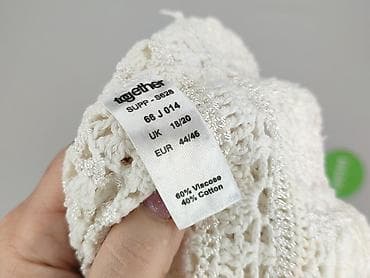 together
SUPP - S628
66 J 014
UK 18/20
EUR 44/46
60% Viscose
40% Cotton